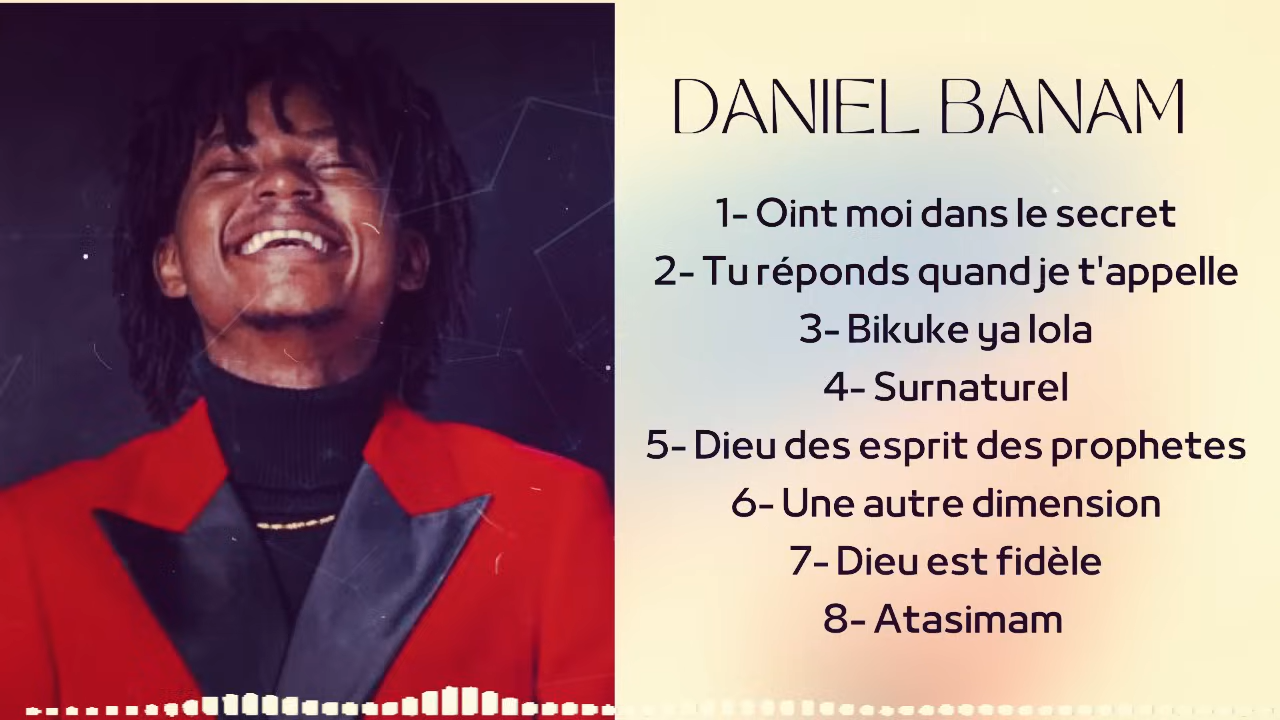 DANIEL BANAM
1- Oint moi dans le secret
2- Tu réponds quand je t'appelle
3- Bikuke ya lola
4- Surnaturel
5- Dieu des esprit des prophetes
6- Une autre dimension
7- Dieu est fidèle
8- Atasimam